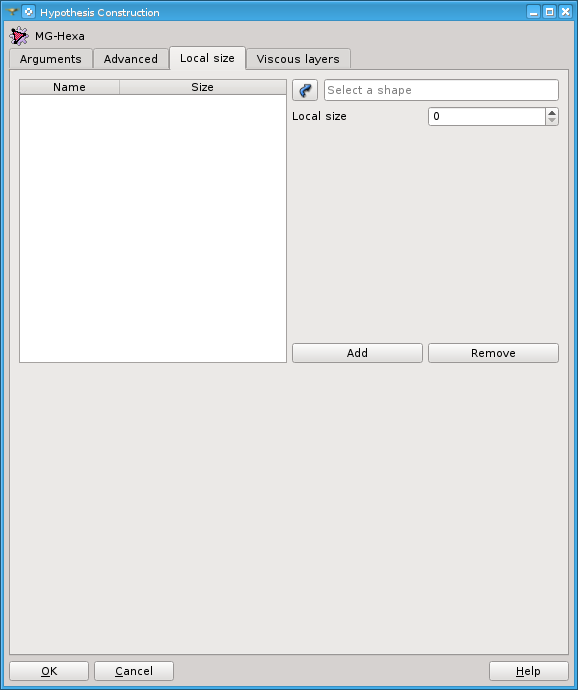 Hypothesis Construction
MG-Hexa
Arguments Advanced Local size Viscous layers
Name Size Select a shape
Local size 0
Add Remove
OK Cancel Help